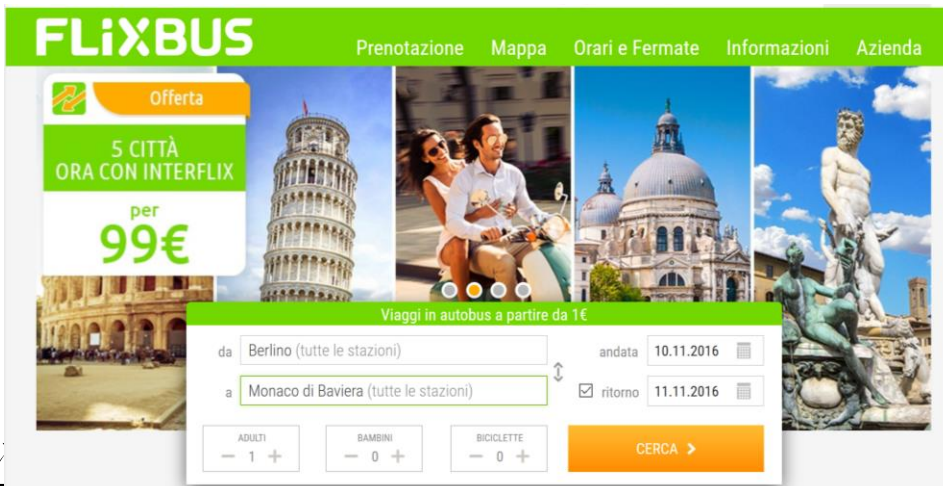 FLiXBUS
Prenotazione Mappa Orari e Fermate Informazioni Azienda
Offerta
5 CITTÀ
ORA CON INTERFLIX
per
99€
Viaggi in autobus a partire da 1€
da Berlino (tutte le stazioni) andata 10.11.2016
a Monaco di Baviera (tutte le stazioni) ritorno 11.11.2016
ADULTI BAMBINI BICICLETTE
− 1 + − 0 + − 0 +
CERCA >